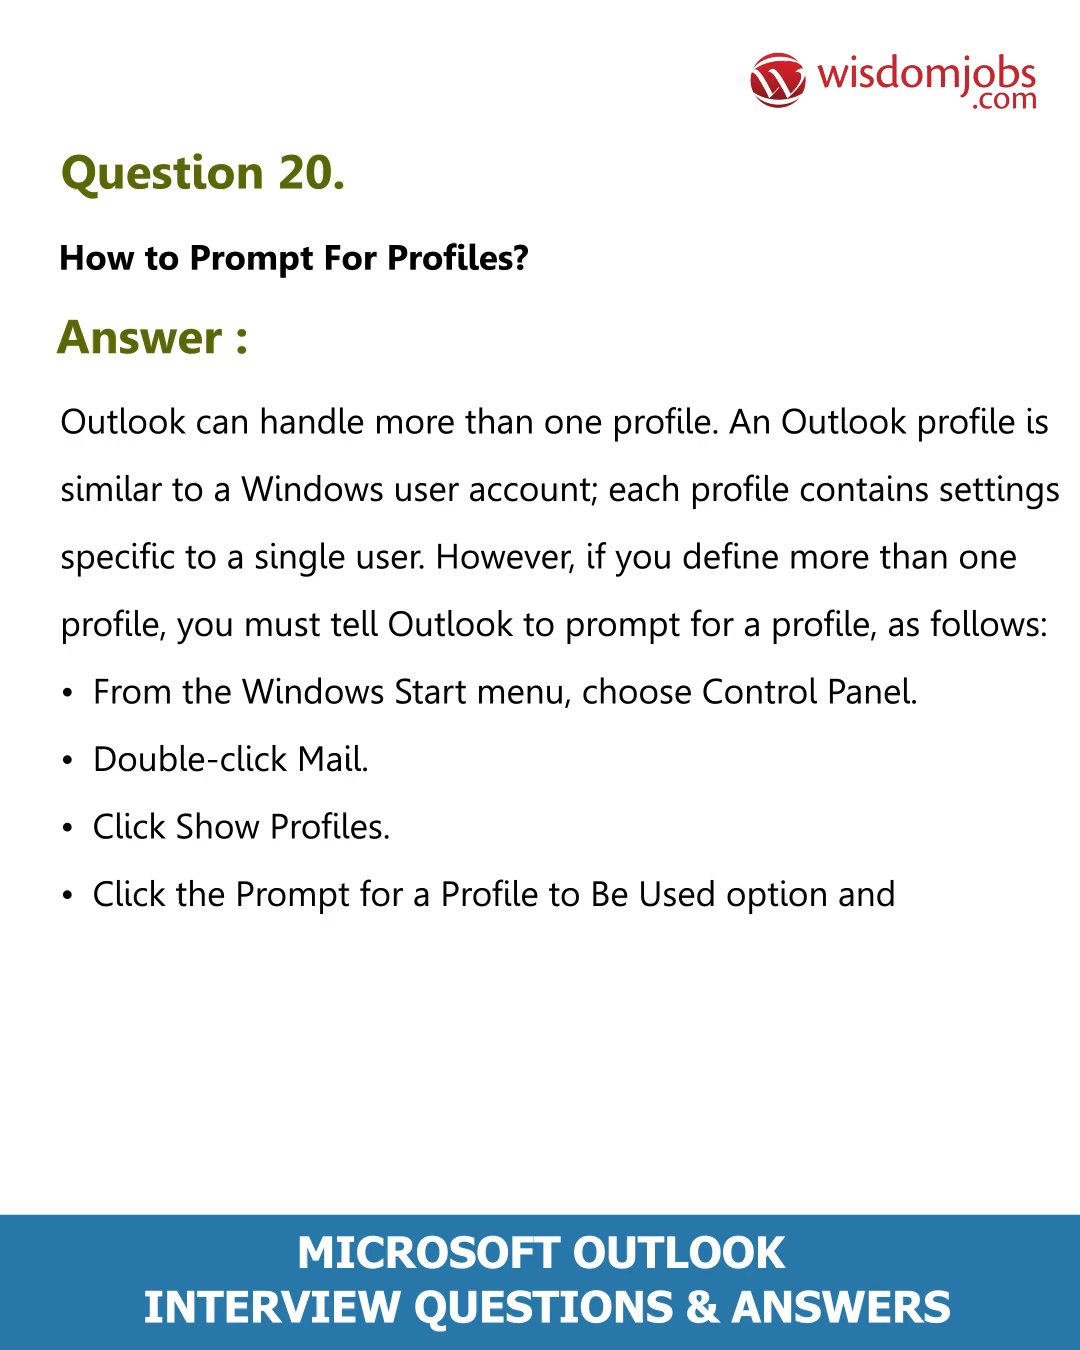 wisdomjobs
.com
Question 20.
How to Prompt For Profiles?
Answer :
Outlook can handle more than one profile. An Outlook profile is
similar to a Windows user account; each profile contains settings
specific to a single user. However, if you define more than one
profile, you must tell Outlook to prompt for a profile, as follows:
• From the Windows Start menu, choose Control Panel.
• Double-click Mail.
• Click Show Profiles.
• Click the Prompt for a Profile to Be Used option and
MICROSOFT OUTLOOK
INTERVIEW QUESTIONS & ANSWERS